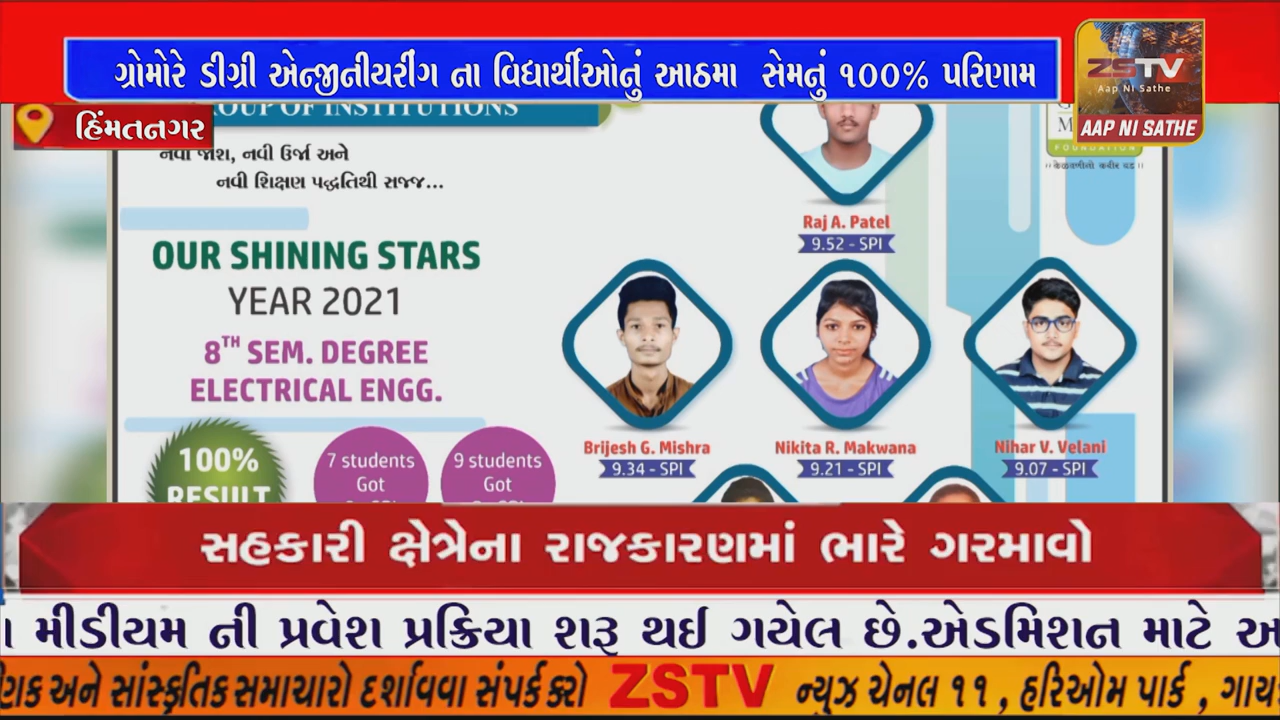 ગ્રોમોરે ડીગ્રી એન્જીનીયરીંગ ના વિદ્યાર્થીઓનું આઠમા સેમનું ૧૦૦% પરિણામ
ZSTV
Aap Ni Sathe
AAP NI SATHE
હિંમતનગર
GROUP OF INSTITUTIONS
નવો જોશ, નવી ઉર્જા અને
નવી શિક્ષણ પદ્ધતિથી સજ્જ...
FOUNDATION
OUR SHINING STARS
YEAR 2021
8TH SEM. DEGREE
ELECTRICAL ENGG.
100%
RESULT
7 students
Got
9 students
Got
Raj A. Patel
9.52 - SPI
Brijesh G. Mishra
9.34 - SPI
Nikita R. Makwana
9.21 - SPI
Nihar V. Velani
9.07 - SPI
સહકારી ક્ષેત્રેના રાજકારણમાં ભારે ગરમાવો
મીડીયમ ની પ્રવેશ પ્રક્રિયા શરૂ થઈ ગયેલ છે.એડમિશન માટે
અને સાંસ્કૃતિક સમાચારો દર્શાવવા સંપર્ક કરો ZSTV ન્યુઝ ચેનલ ૧૧ , હરિઓમ પાર્ક ,